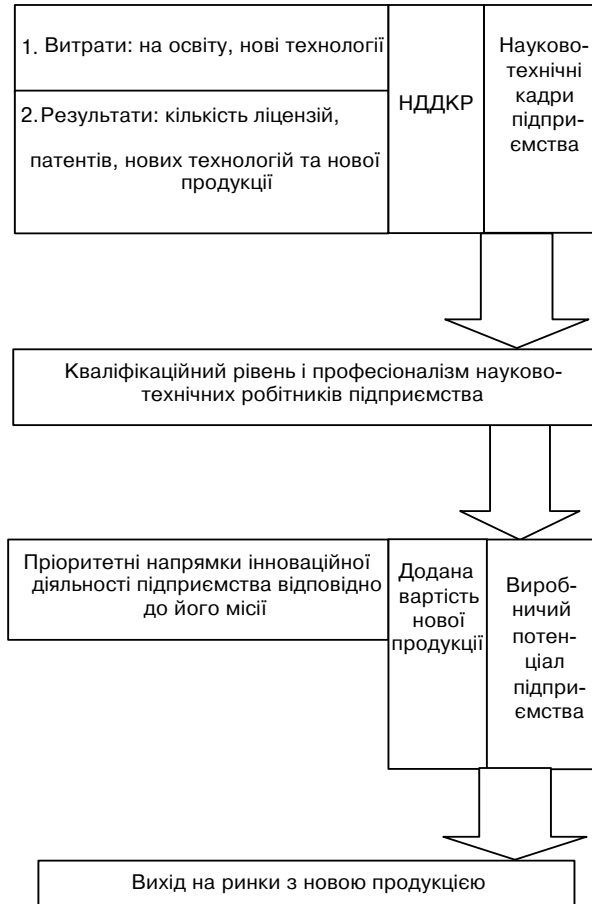 1. Витрати: на освіту, нові технології
2. Результати: кількість ліцензій,
патентів, нових технологій та нової
продукції
НДДКР
Науково-
технічні
кадри
підпри-
ємства
Кваліфікаційний рівень і професіоналізм науково-
технічних робітників підприємства
Пріоритетні напрямки інноваційної
діяльності підприємства відповідно
до його місії
Додана
вартість
нової
продукції
Вироб-
ничий
потен-
ціал
підпри-
ємства
Вихід на ринки з новою продукцією